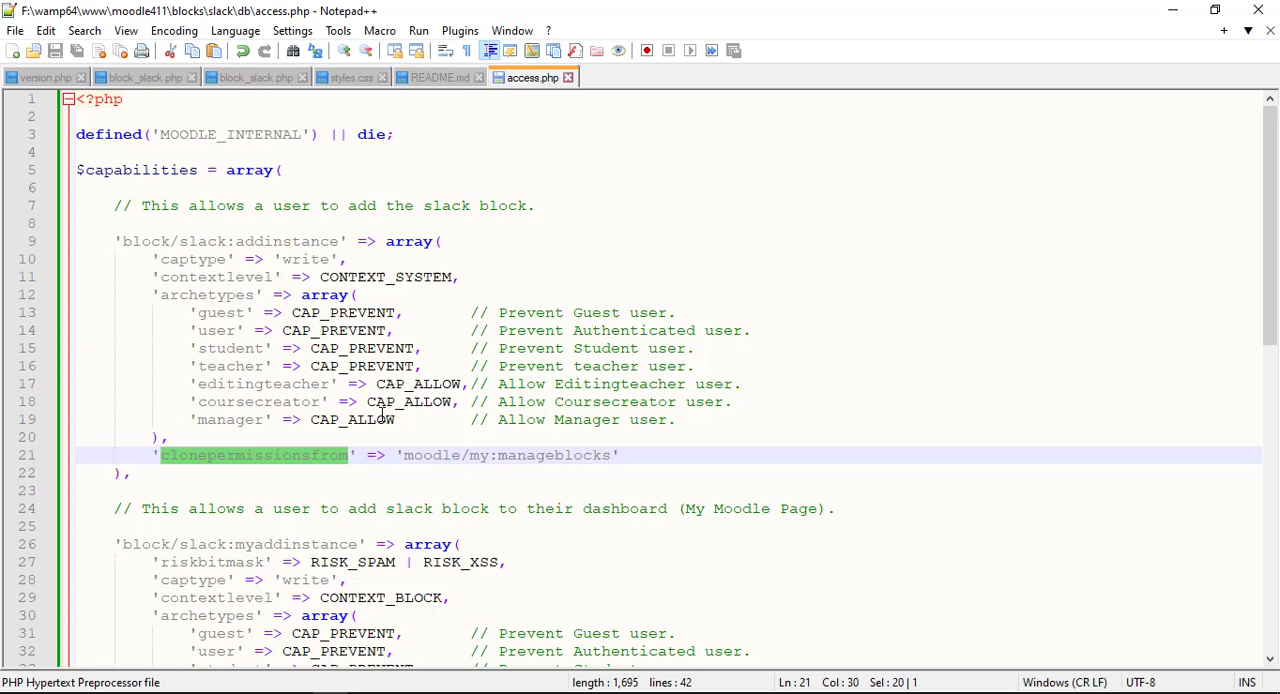 F:\wamp64\www\moodle411\blocks\slack\db\access.php - Notepad++
File Edit Search View Encoding Language Settings Tools Macro Run Plugins Window ?
version.php block_slack.php block_slack.php styles.css README.md access.php
1 <?php
2
3 defined('MOODLE_INTERNAL') || die;
4
5 $capabilities = array(
6
7 // This allows a user to add the slack block.
8
9 'block/slack:addinstance' => array(
10 'captype' => 'write',
11 'contextlevel' => CONTEXT_SYSTEM,
12 'archetypes' => array(
13 'guest' => CAP_PREVENT, // Prevent Guest user.
14 'user' => CAP_PREVENT, // Prevent Authenticated user.
15 'student' => CAP_PREVENT, // Prevent Student user.
16 'teacher' => CAP_PREVENT, // Prevent teacher user.
17 'editingteacher' => CAP_ALLOW,// Allow Editingteacher user.
18 'coursecreator' => CAP_ALLOW, // Allow Coursecreator user.
19 'manager' => CAP_ALLOW // Allow Manager user.
20 ),
21 'clonepermissionsfrom' => 'moodle/my:manageblocks'
22 ),
23
24 // This allows a user to add slack block to their dashboard (My Moodle Page).
25
26 'block/slack:myaddinstance' => array(
27 'riskbitmask' => RISK_SPAM | RISK_XSS,
28 'captype' => 'write',
29 'contextlevel' => CONTEXT_BLOCK,
30 'archetypes' => array(
31 'guest' => CAP_PREVENT, // Prevent Guest user.
32 'user' => CAP_PREVENT, // Prevent Authenticated user.
PHP Hypertext Preprocessor file length : 1,695 lines : 42 Ln : 21 Col : 30 Sel : 20 | 1 Windows (CR LF) UTF-8 INS